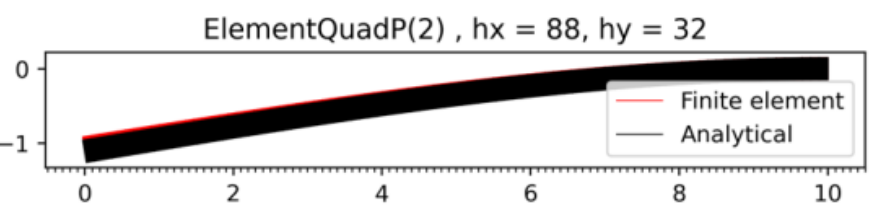 ElementQuadP(2) , hx = 88, hy = 32
0
Finite element
Analytical
−1
0 2 4 6 8 10